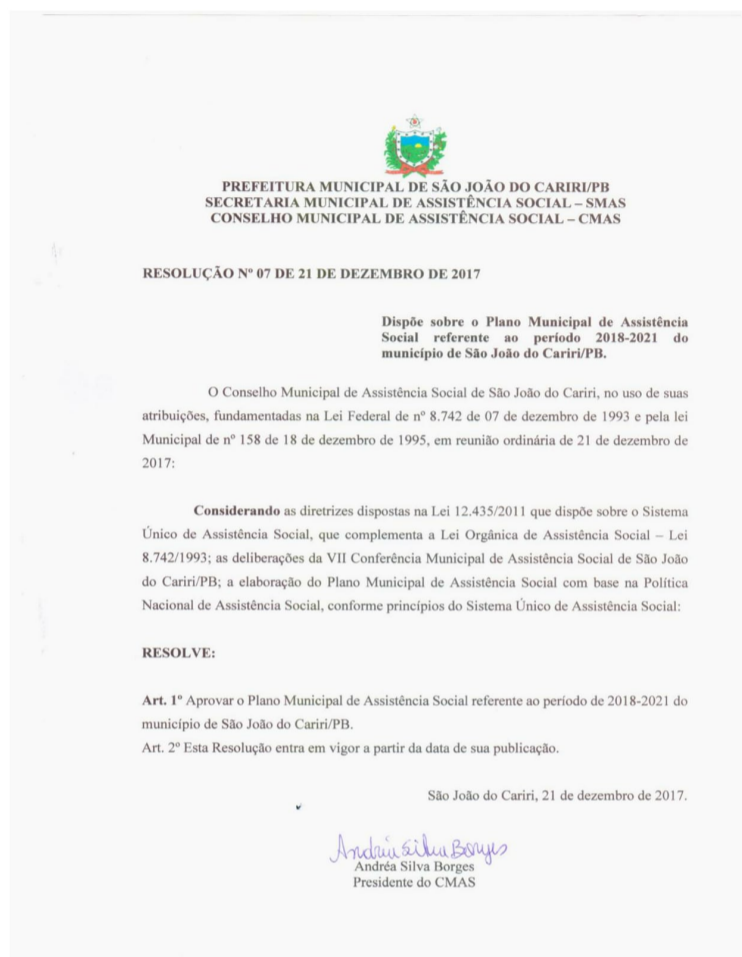 PREFEITURA MUNICIPAL DE SÃO JOÃO DO CARIRI/PB
SECRETARIA MUNICIPAL DE ASSISTÊNCIA SOCIAL – SMAS
CONSELHO MUNICIPAL DE ASSISTÊNCIA SOCIAL – CMAS
RESOLUÇÃO Nº 07 DE 21 DE DEZEMBRO DE 2017
Dispõe sobre o Plano Municipal de Assistência
Social referente ao período 2018-2021 do
município de São João do Cariri/PB.
O Conselho Municipal de Assistência Social de São João do Cariri, no uso de suas
atribuições, fundamentadas na Lei Federal de nº 8.742 de 07 de dezembro de 1993 e pela lei
Municipal de nº 158 de 18 de dezembro de 1995, em reunião ordinária de 21 de dezembro de
2017:
Considerando as diretrizes dispostas na Lei 12.435/2011 que dispõe sobre o Sistema
Único de Assistência Social, que complementa a Lei Orgânica de Assistência Social – Lei
8.742/1993; as deliberações da VII Conferência Municipal de Assistência Social de São João
do Cariri/PB; a elaboração do Plano Municipal de Assistência Social com base na Política
Nacional de Assistência Social, conforme princípios do Sistema Único de Assistência Social:
RESOLVE:
Art. 1º Aprovar o Plano Municipal de Assistência Social referente ao período de 2018-2021 do
município de São João do Cariri/PB.
Art. 2º Esta Resolução entra em vigor a partir da data de sua publicação.
São João do Cariri, 21 de dezembro de 2017.
Andréa Silva Borges
Andréa Silva Borges
Presidente do CMAS